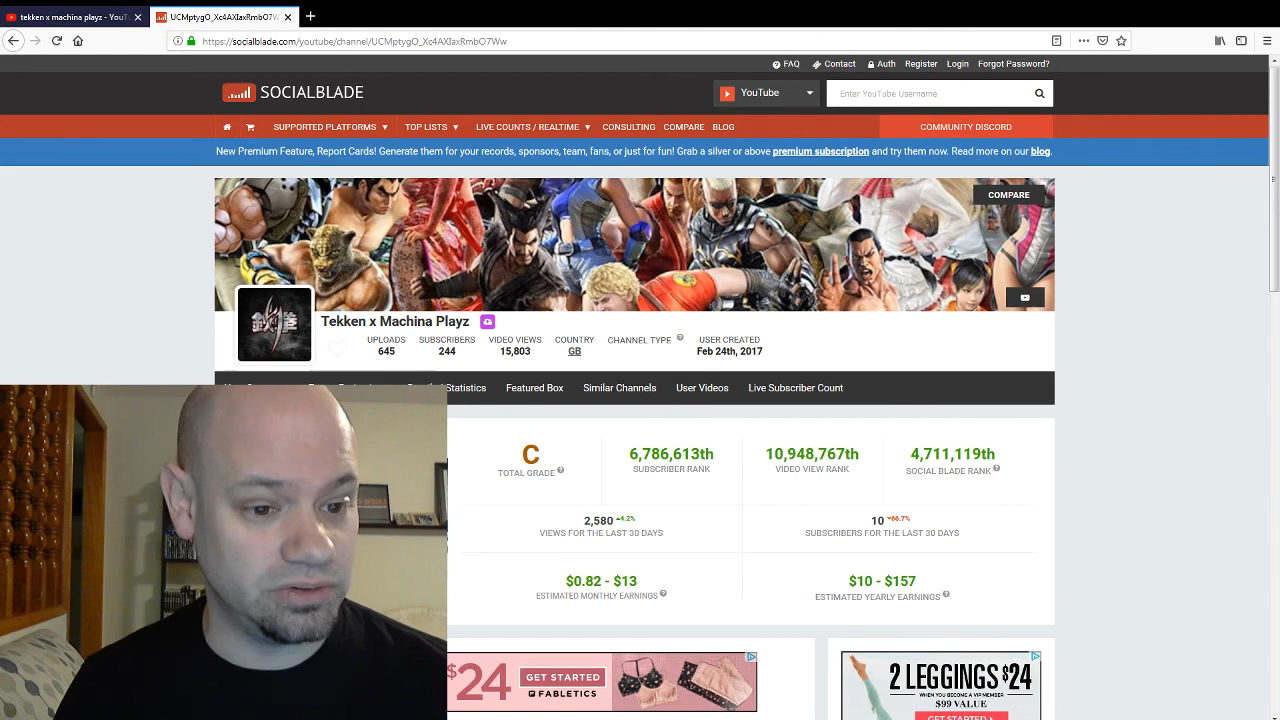 tekken x machina playz - YouTu
UCMptygO_Xc4AXIaxRmbO7W
https://socialblade.com/youtube/channel/UCMptygO_Xc4AXIaxRmbO7Ww
FAQ Contact Auth Register Login Forgot Password?
SOCIALBLADE YouTube Enter YouTube Username
SUPPORTED PLATFORMS TOP LISTS LIVE COUNTS / REALTIME CONSULTING COMPARE BLOG COMMUNITY DISCORD
New Premium Feature, Report Cards! Generate them for your records, sponsors, team, fans, or just for fun! Grab a silver or above premium subscription and try them now. Read more on our blog.
COMPARE
Tekken x Machina Playz
UPLOADS SUBSCRIBERS VIDEO VIEWS COUNTRY CHANNEL TYPE USER CREATED
645 244 15,803 GB Feb 24th, 2017
Statistics Featured Box Similar Channels User Videos Live Subscriber Count
C 6,786,613th 10,948,767th 4,711,119th
TOTAL GRADE SUBSCRIBER RANK VIDEO VIEW RANK SOCIAL BLADE RANK
2,580 4.2% 10 66.7%
VIEWS FOR THE LAST 30 DAYS SUBSCRIBERS FOR THE LAST 30 DAYS
$0.82 - $13 $10 - $157
ESTIMATED MONTHLY EARNINGS ESTIMATED YEARLY EARNINGS
$24 GET STARTED
FABLETICS
2 LEGGINGS $24
WHEN YOU BECOME A VIP MEMBER
$99 VALUE
GET STARTED